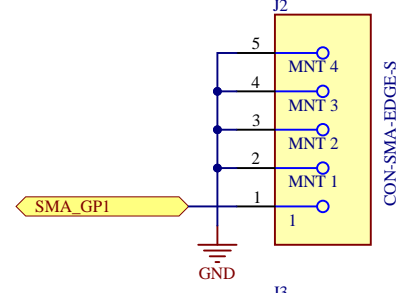 J2
5
MNT 4
4
MNT 3
3
MNT 2
2
MNT 1
1
1
SMA_GP1
GND
CON-SMA-EDGE-S
J3